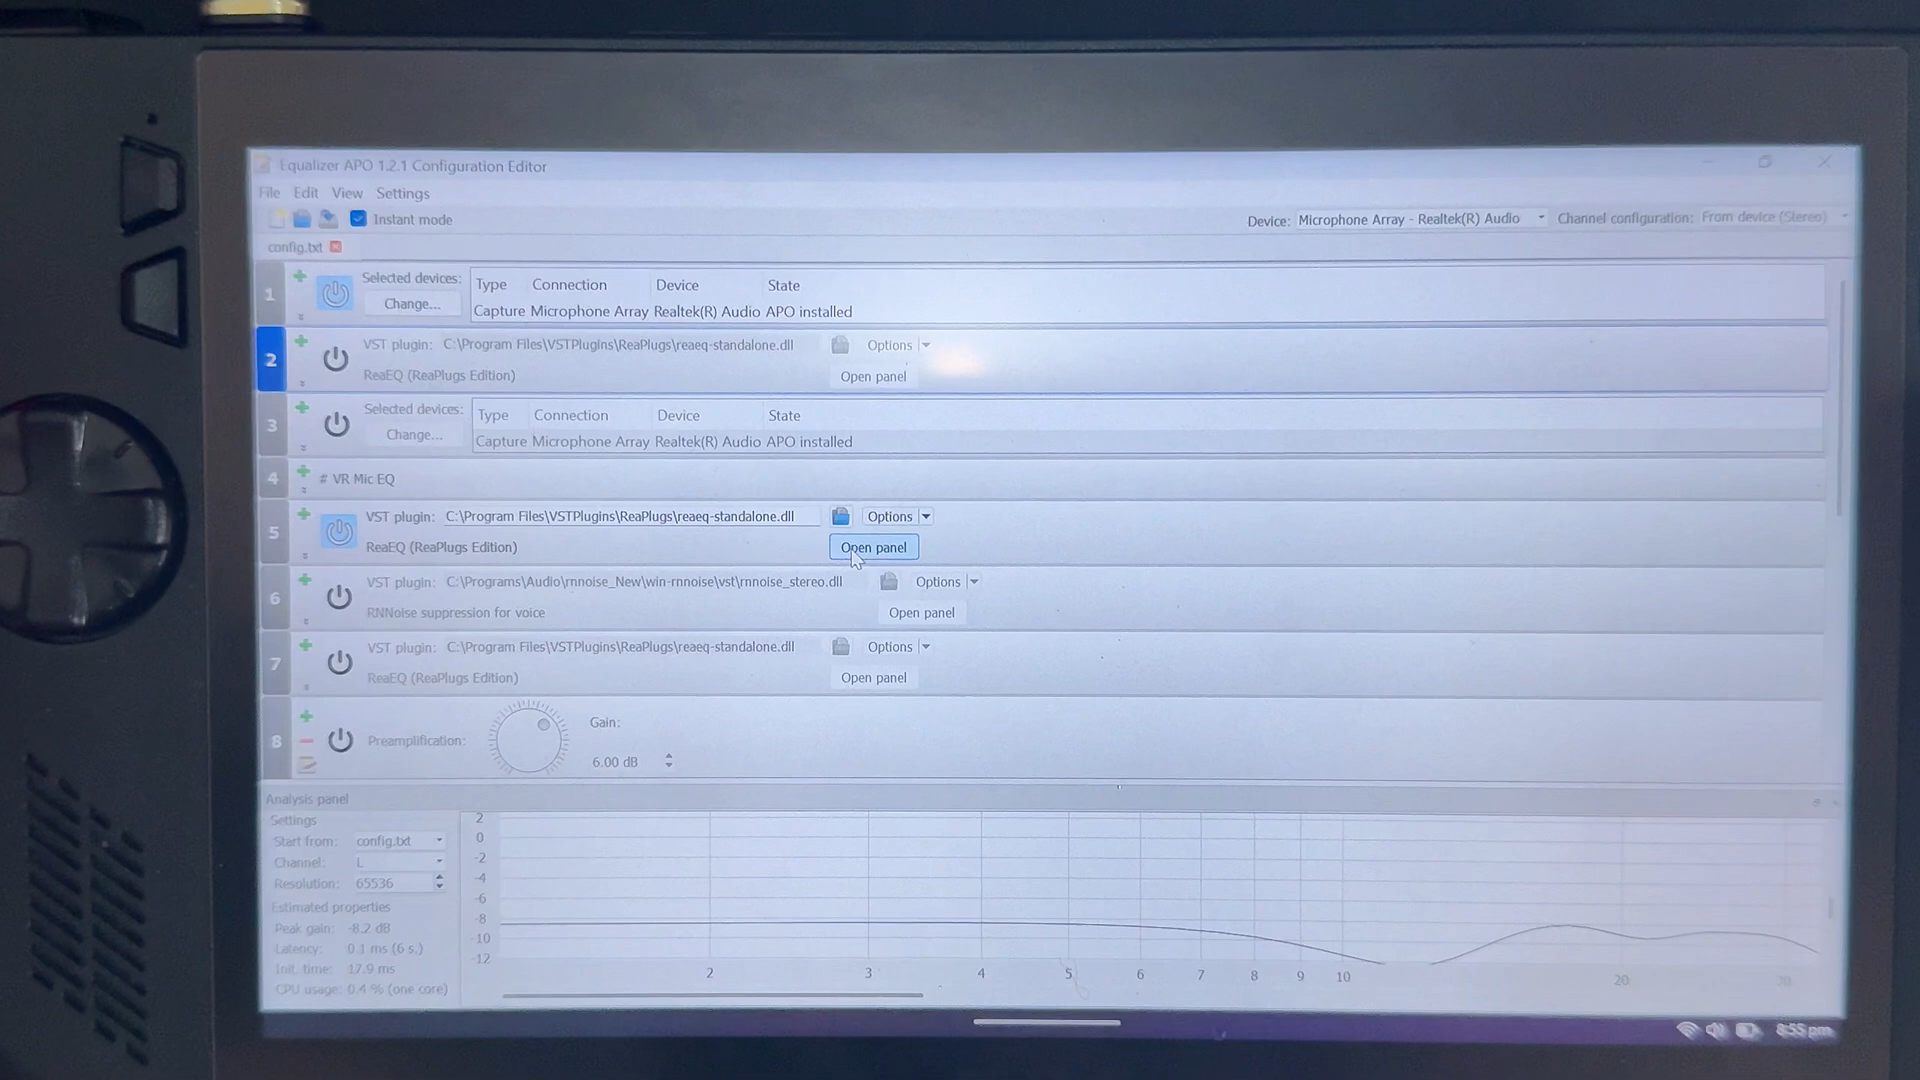 Equalizer APO 1.2.1 Configuration Editor
File Edit View Settings
Instant mode Device: Microphone Array - Realtek(R) Audio Channel configuration: From device (Stereo)
config.txt
1 Selected devices: Type Connection Device State
Change... Capture Microphone Array Realtek(R) Audio APO installed
2 VST plugin: C:\Program Files\VSTPlugins\ReaPlugs\reaeq-standalone.dll Options
ReaEQ (ReaPlugs Edition) Open panel
3 Selected devices: Type Connection Device State
Change... Capture Microphone Array Realtek(R) Audio APO installed
4 # VR Mic EQ
5 VST plugin: C:\Program Files\VSTPlugins\ReaPlugs\reaeq-standalone.dll Options
ReaEQ (ReaPlugs Edition) Open panel
6 VST plugin: C:\Programs\Audio\rnnoise_New\win-rnnoise\vst\rnnoise_stereo.dll Options
RNNoise suppression for voice Open panel
7 VST plugin: C:\Program Files\VSTPlugins\ReaPlugs\reaeq-standalone.dll Options
ReaEQ (ReaPlugs Edition) Open panel
8 Preamplification: Gain:
6.00 dB
Analysis panel
Settings
Start from: config.txt
Channel: L
Resolution: 65536
Estimated properties
Peak gain: -8.2 dB
Latency: 0.1 ms (6 s.)
Init. time: 17.9 ms
CPU usage: 0.4 % (one core)
2
0
-2
-4
-6
-8
-10
-12
2 3 4 5 6 7 8 9 10 20 30
8:55 pm